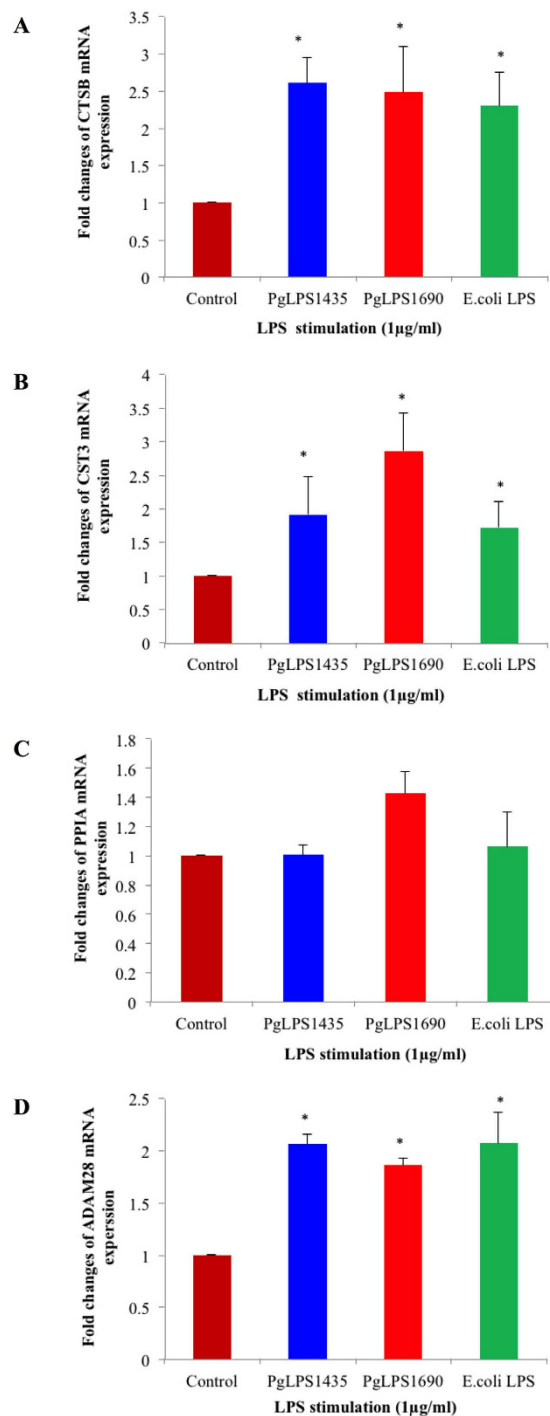 A
Fold changes of CTSB mRNA
expression
3.5
3
2.5
2
1.5
1
0.5
0
*
*
*
Control PgLPS1435 PgLPS1690 E.coli LPS
LPS stimulation (1µg/ml)
B
Fold changes of CST3 mRNA
expression
4
3.5
3
2.5
2
1.5
1
0.5
0
*
*
*
Control PgLPS1435 PgLPS1690 E.coli LPS
LPS stimulation (1µg/ml)
C
Fold changes of PPIA mRNA
expression
1.8
1.6
1.4
1.2
1
0.8
0.6
0.4
0.2
0
Control PgLPS1435 PgLPS1690 E.coli LPS
LPS stimulation (1µg/ml)
D
Fold changes of ADAM28 mRNA
experssion
2.5
2
1.5
1
0.5
0
*
*
*
Control PgLPS1435 PgLPS1690 E.coli LPS
LPS stimulation (1µg/ml)